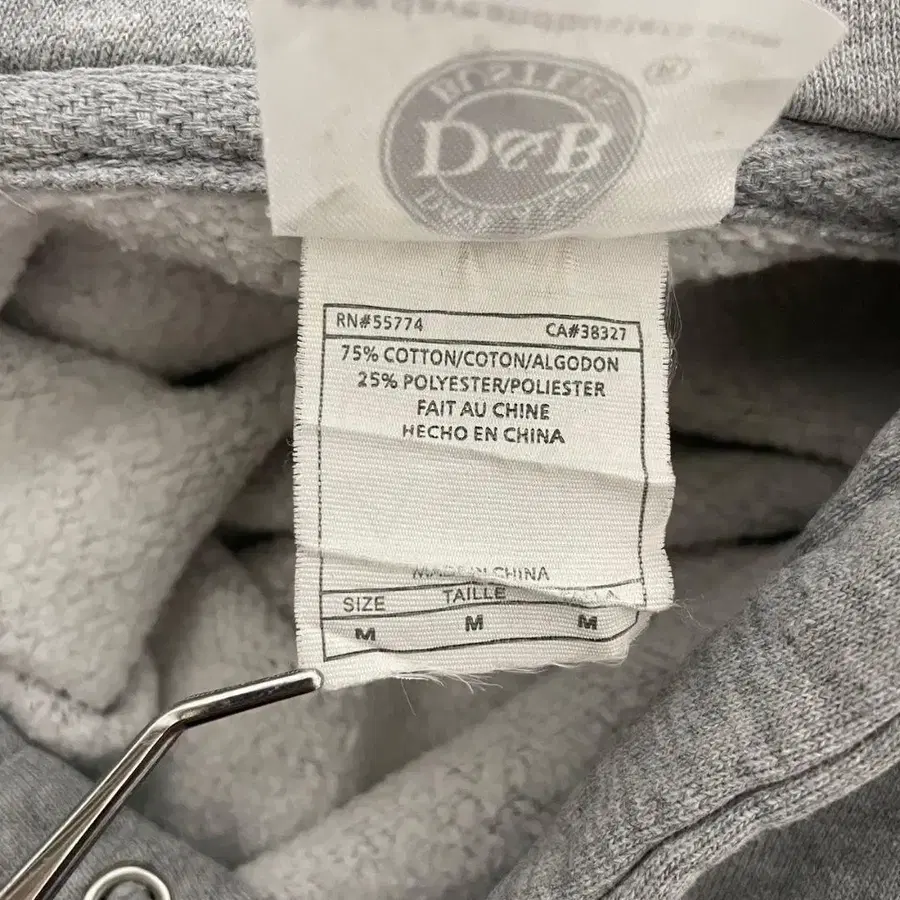 BUSTER'S
D&B
®
RN#55774 CA#38327
75% COTTON/COTON/ALGODON
25% POLYESTER/POLIESTER
FAIT AU CHINE
HECHO EN CHINA
MADE IN CHINA
SIZE TAILLE
M M M